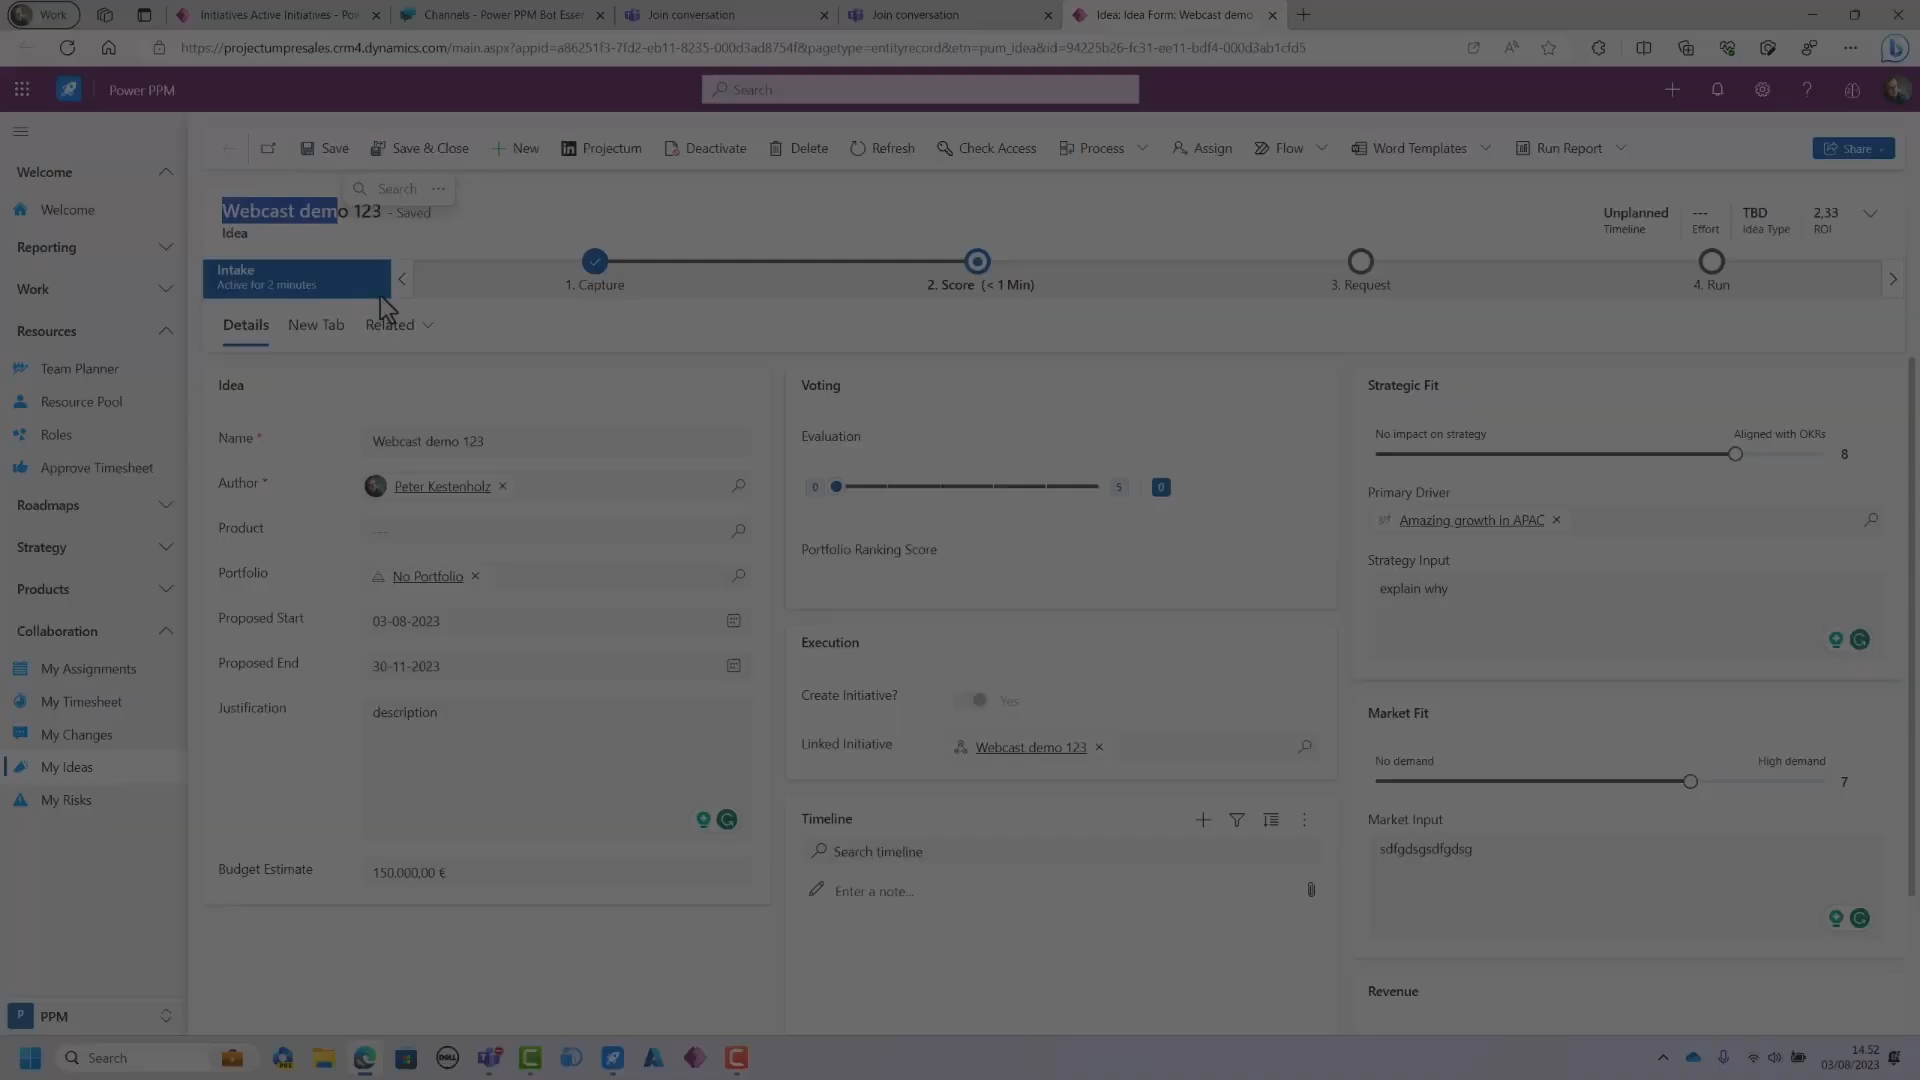 Work
Initiatives Active Initiatives - Pow
Channels - Power PPM Bot Esser
Join conversation
Join conversation
Idea: Idea Form: Webcast demo
https://projectumpresales.crm4.dynamics.com/main.aspx?appid=a86251f3-7fd2-eb11-8235-000d3ad8754f&pagetype=entityrecord&etn=pum_idea&id=94225b26-fc31-ee11-bdf4-000d3ab1cfd5
Power PPM
Search
Save
Save & Close
New
Projectum
Deactivate
Delete
Refresh
Check Access
Process
Assign
Flow
Word Templates
Run Report
Share
Search
Webcast demo 123 - Saved
Idea
Unplanned
Timeline
---
Effort
TBD
Idea Type
2,33
ROI
Intake
Active for 2 minutes
1. Capture
2. Score (< 1 Min)
3. Request
4. Run
Details
New Tab
Related
Welcome
Welcome
Reporting
Work
Resources
Team Planner
Resource Pool
Roles
Approve Timesheet
Roadmaps
Strategy
Products
Collaboration
My Assignments
My Timesheet
My Changes
My Ideas
My Risks
P PPM
Idea
Name *
Webcast demo 123
Author *
Peter Kestenholz
Product
---
Portfolio
No Portfolio
Proposed Start
03-08-2023
Proposed End
30-11-2023
Justification
description
Budget Estimate
150.000,00 €
Voting
Evaluation
0 5 0
Portfolio Ranking Score
Execution
Create Initiative?
Yes
Linked Initiative
Webcast demo 123
Timeline
Search timeline
Enter a note...
Strategic Fit
No impact on strategy
Aligned with OKRs
8
Primary Driver
Amazing growth in APAC
Strategy Input
explain why
Market Fit
No demand
High demand
7
Market Input
sdfgdsgsdfgdsg
Revenue
Search
DELL
14.52
03/08/2023